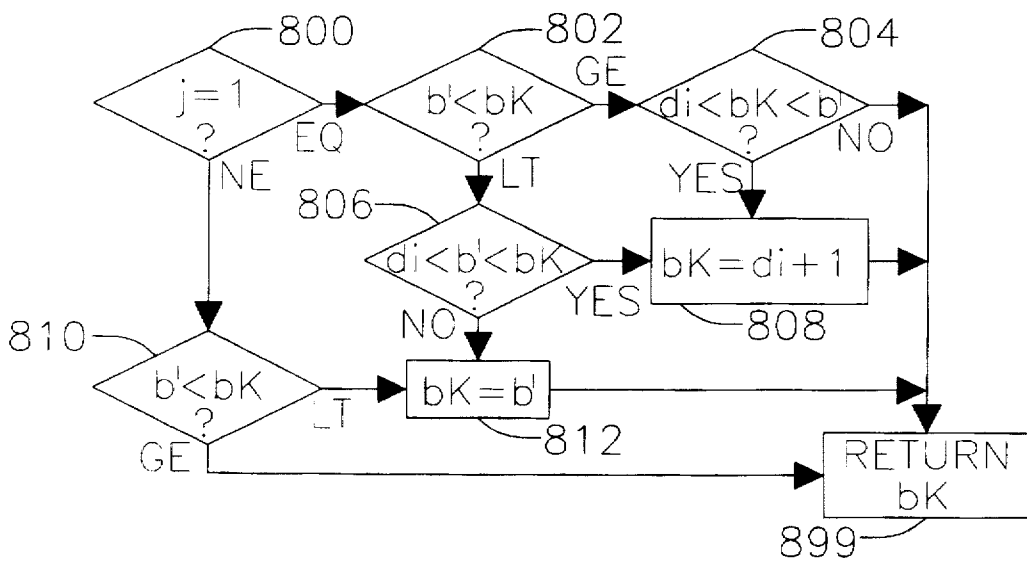 800
802
804
j=1
?
EQ
NE
b'<bK
?
GE
LT
di<bK<b'
?
NO
YES
806
di<b'<bK
?
YES
NO
bK=di+1
808
810
b'<bK
?
LT
GE
bK=b'
812
RETURN
bK
899